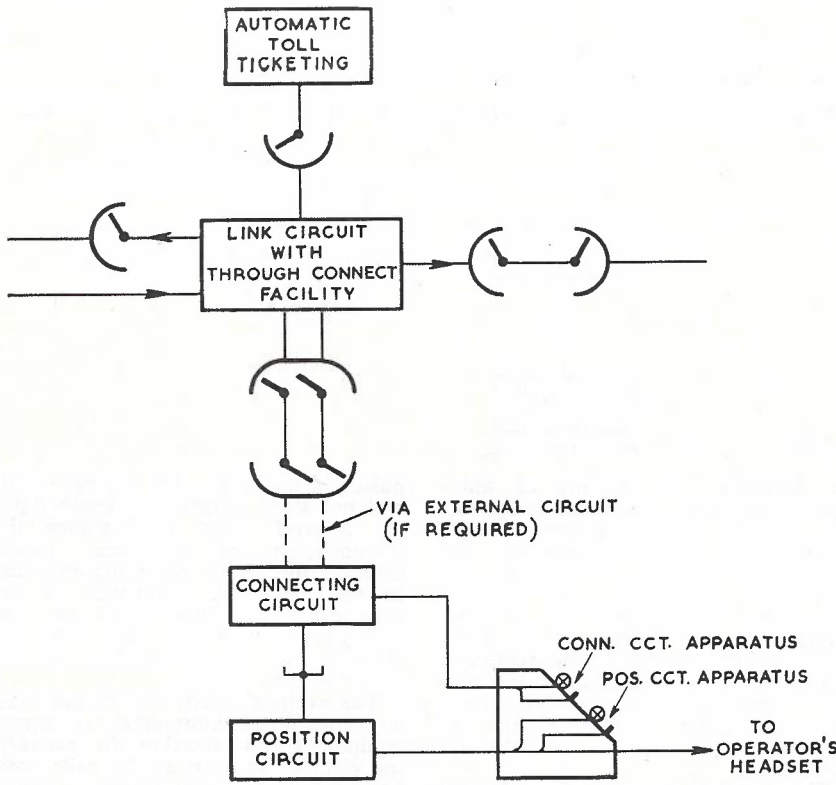 AUTOMATIC
TOLL
TICKETING
LINK CIRCUIT
WITH
THROUGH CONNECT
FACILITY
VIA EXTERNAL CIRCUIT
(IF REQUIRED)
CONNECTING
CIRCUIT
CONN. CCT. APPARATUS
POS. CCT. APPARATUS
POSITION
CIRCUIT
TO
OPERATOR'S
HEADSET